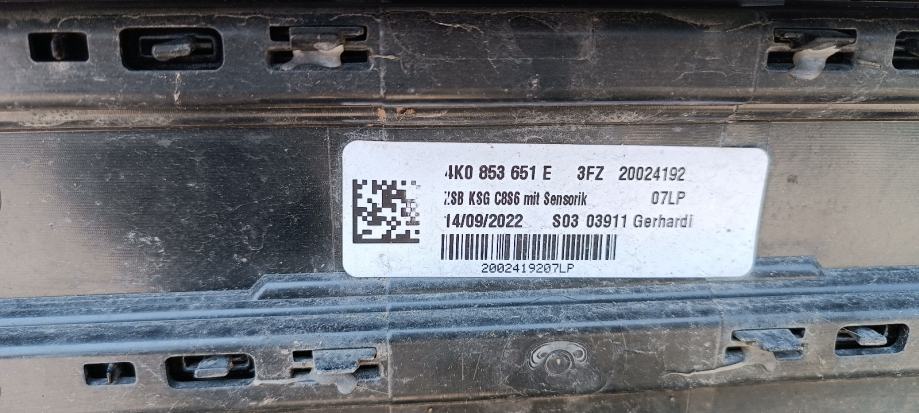 4K0 853 651 E 3FZ 20024192
ZSB KSG C8S6 mit Sensorik 07LP
14/09/2022 S03 03911 Gerhardi
2002419207LP